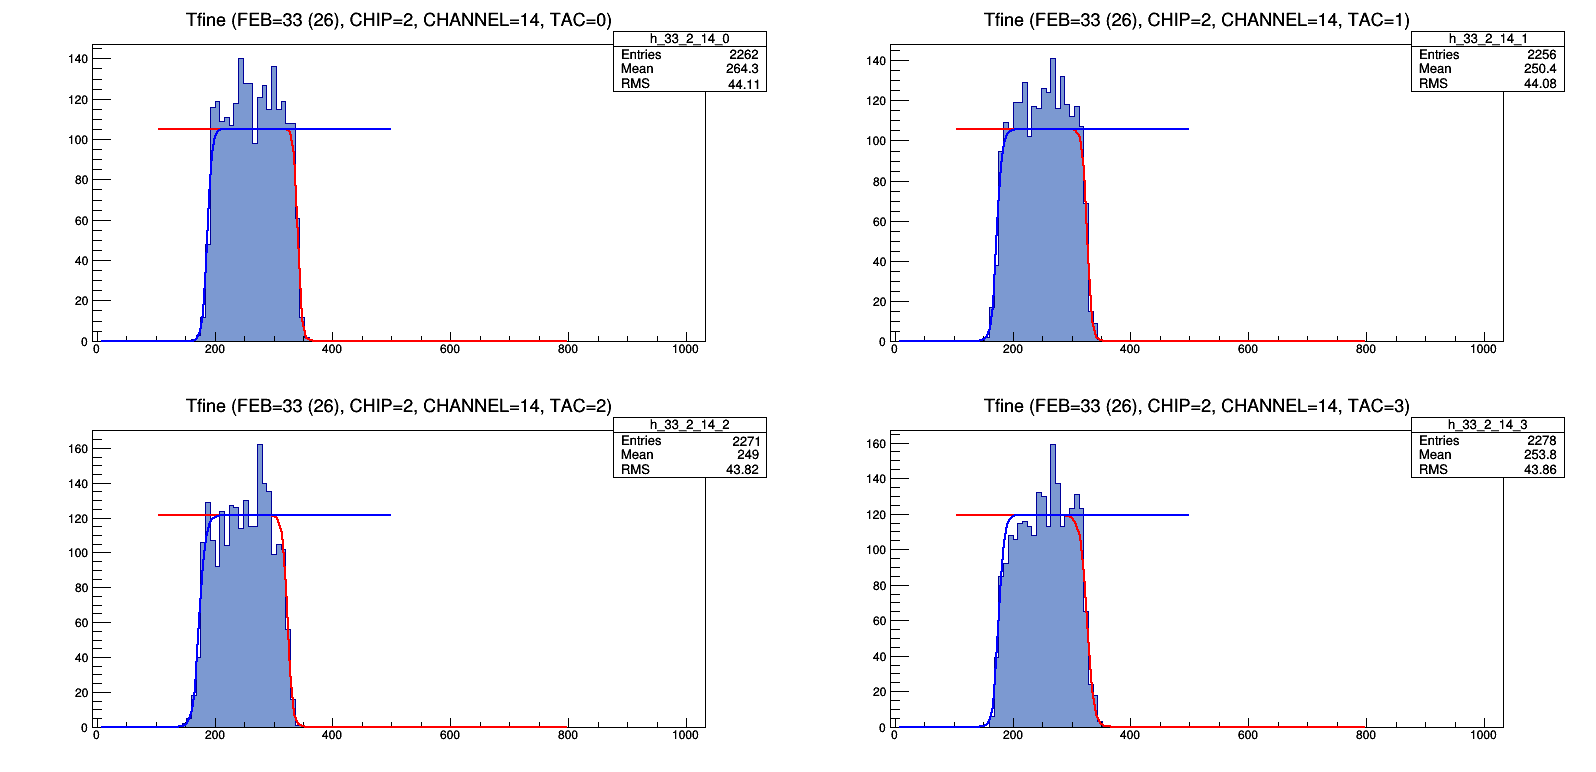 Tfine (FEB=33 (26), CHIP=2, CHANNEL=14, TAC=0)
h_33_2_14_0
Entries 2262
Mean 264.3
RMS 44.11
140
120
100
80
60
40
20
0
0 200 400 600 800 1000
Tfine (FEB=33 (26), CHIP=2, CHANNEL=14, TAC=1)
h_33_2_14_1
Entries 2256
Mean 250.4
RMS 44.08
140
120
100
80
60
40
20
0
0 200 400 600 800 1000
Tfine (FEB=33 (26), CHIP=2, CHANNEL=14, TAC=2)
h_33_2_14_2
Entries 2271
Mean 249
RMS 43.82
160
140
120
100
80
60
40
20
0
0 200 400 600 800 1000
Tfine (FEB=33 (26), CHIP=2, CHANNEL=14, TAC=3)
h_33_2_14_3
Entries 2278
Mean 253.8
RMS 43.86
160
140
120
100
80
60
40
20
0
0 200 400 600 800 1000